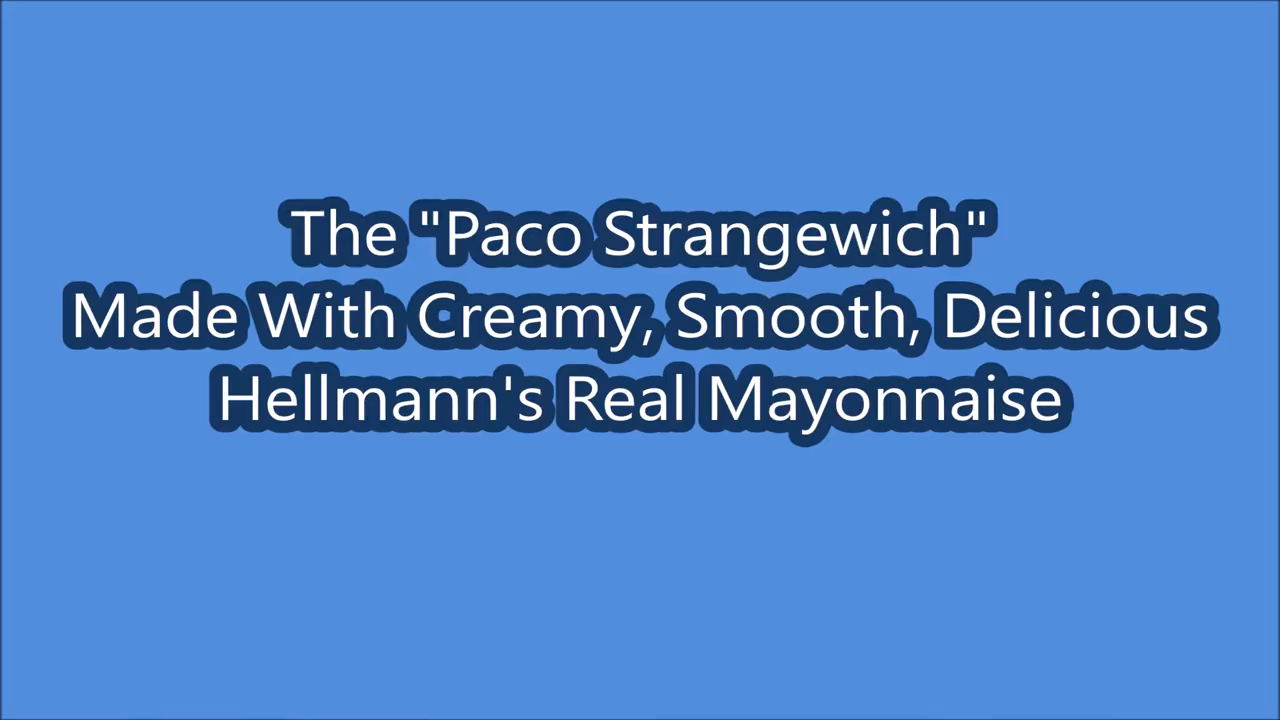 The "Paco Strangewich"
Made With Creamy, Smooth, Delicious
Hellmann's Real Mayonnaise